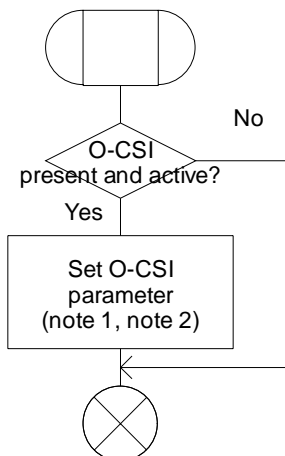 No
O-CSI
present and active?
Yes
Set O-CSI
parameter
(note 1, note 2)